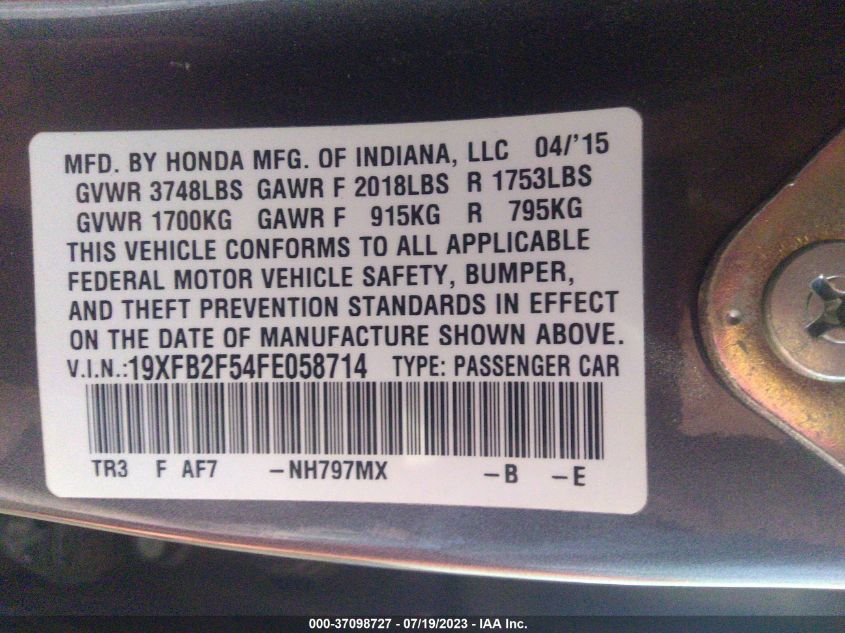 MFD. BY HONDA MFG. OF INDIANA, LLC 04/'15
GVWR 3748LBS GAWR F 2018LBS R 1753LBS
GVWR 1700KG GAWR F 915KG R 795KG
THIS VEHICLE CONFORMS TO ALL APPLICABLE
FEDERAL MOTOR VEHICLE SAFETY, BUMPER,
AND THEFT PREVENTION STANDARDS IN EFFECT
ON THE DATE OF MANUFACTURE SHOWN ABOVE.
V.I.N.:19XFB2F54FE058714 TYPE: PASSENGER CAR
TR3 F AF7 -NH797MX -B -E
000-37098727 - 07/19/2023 - IAA Inc.